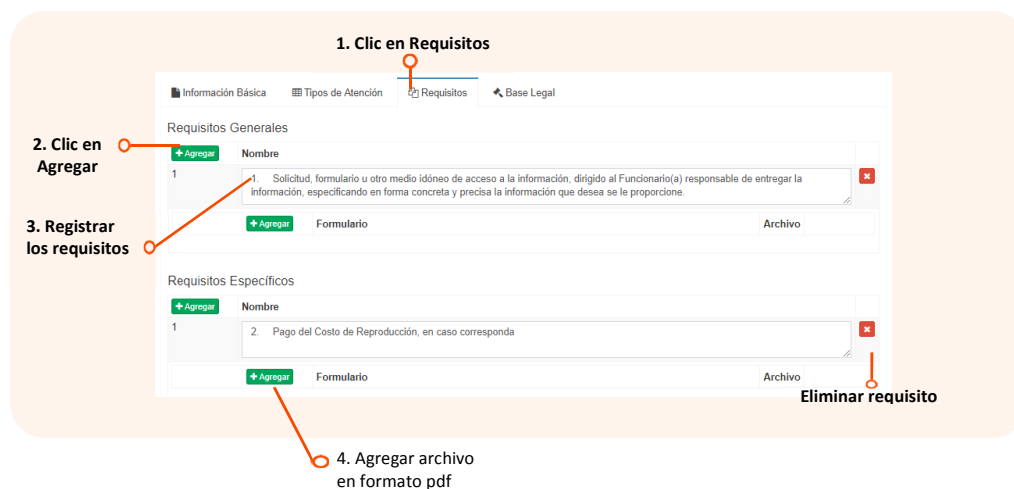 1. Clic en Requisitos
Información Básica Tipos de Atención Requisitos Base Legal
Requisitos Generales
2. Clic en
Agregar
+ Agregar Nombre
1
1. Solicitud, formulario u otro medio idóneo de acceso a la información, dirigido al Funcionario(a) responsable de entregar la
información, especificando en forma concreta y precisa la información que desea se le proporcione.
3. Registrar
los requisitos
+ Agregar Formulario Archivo
Requisitos Específicos
+ Agregar Nombre
1
2. Pago del Costo de Reproducción, en caso corresponda
+ Agregar Formulario Archivo
Eliminar requisito
4. Agregar archivo
en formato pdf